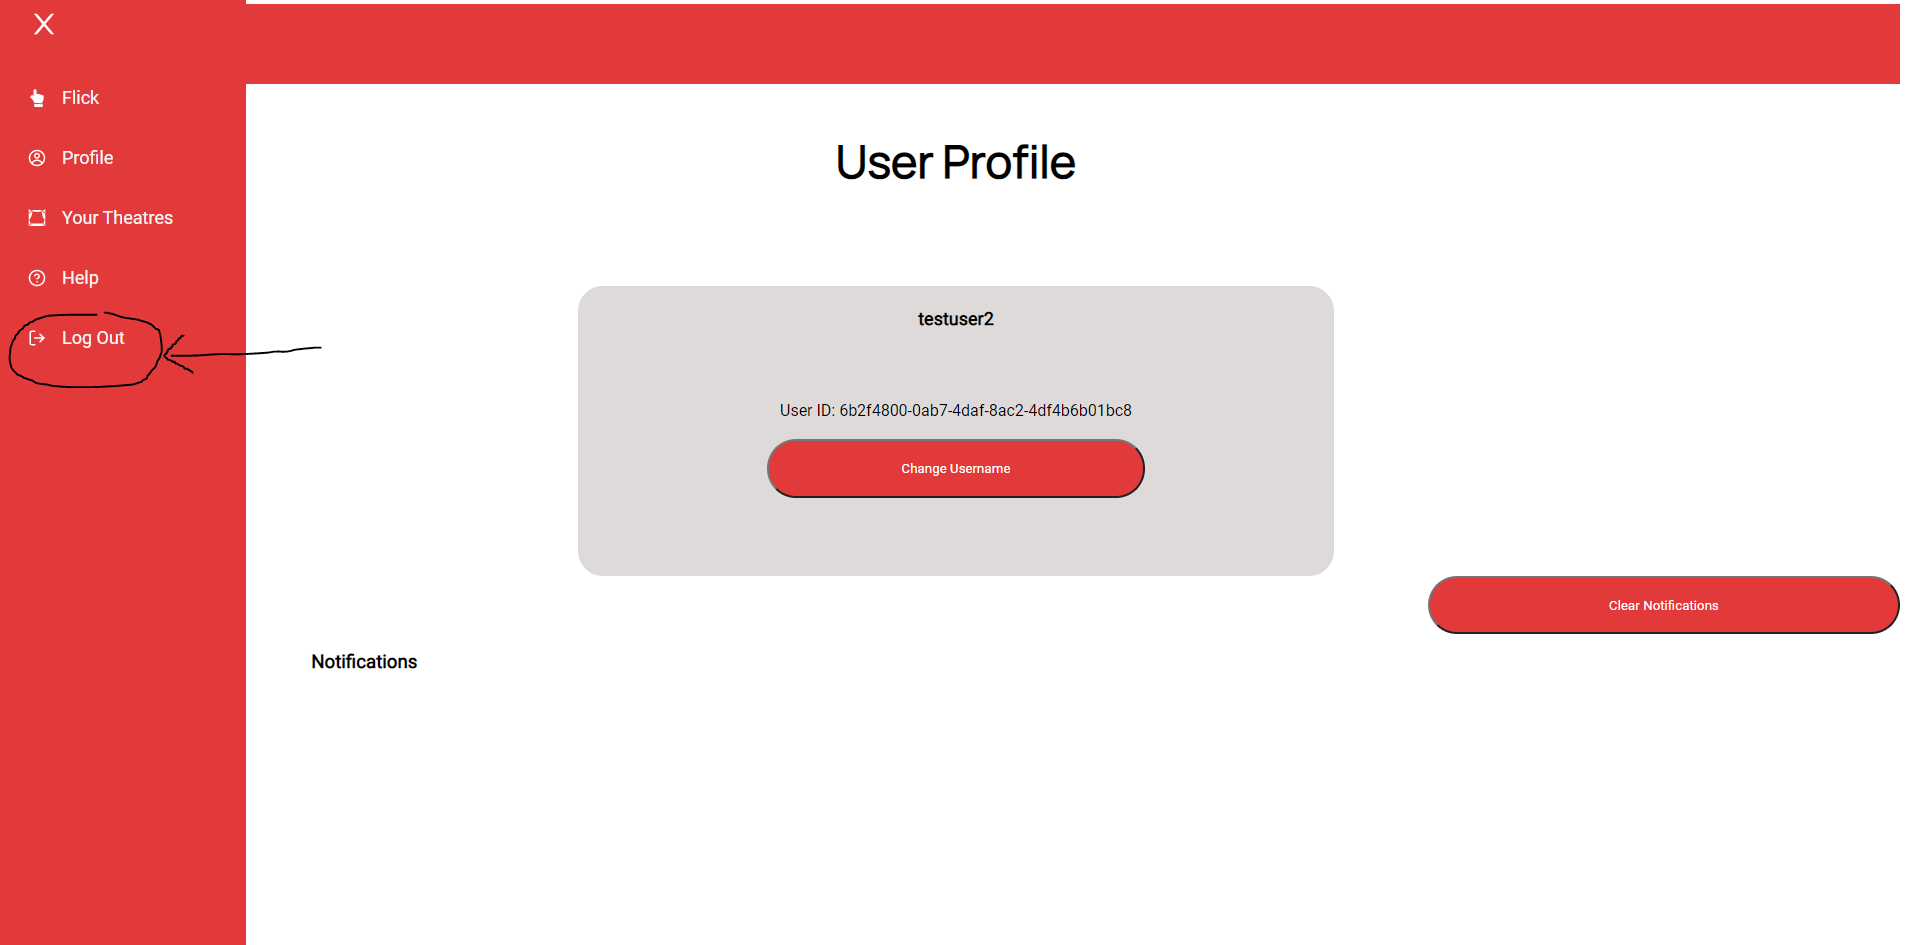 X
Flick
Profile
Your Theatres
Help
Log Out
User Profile
testuser2
User ID: 6b2f4800-0ab7-4daf-8ac2-4df4b6b01bc8
Change Username
Clear Notifications
Notifications